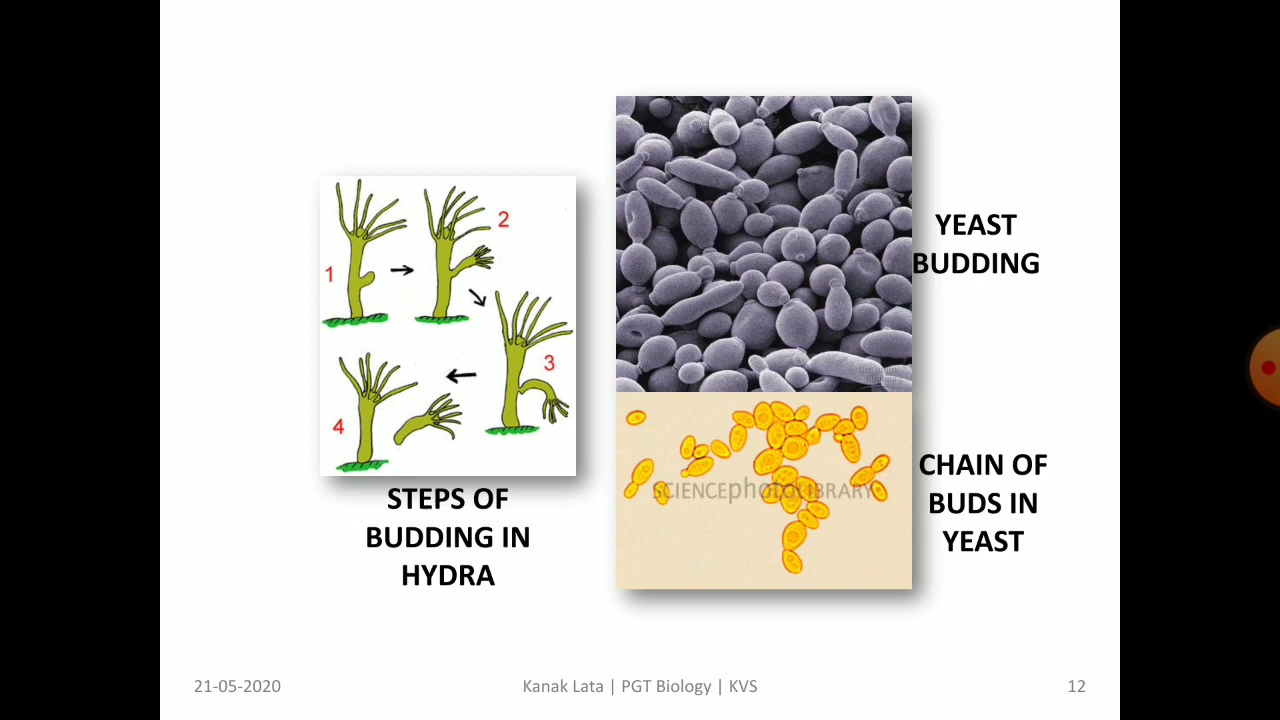 1
2
3
4
STEPS OF
BUDDING IN
HYDRA
YEAST
BUDDING
SCIENCEphotoLIBRARY
CHAIN OF
BUDS IN
YEAST
21-05-2020
Kanak Lata | PGT Biology | KVS
12